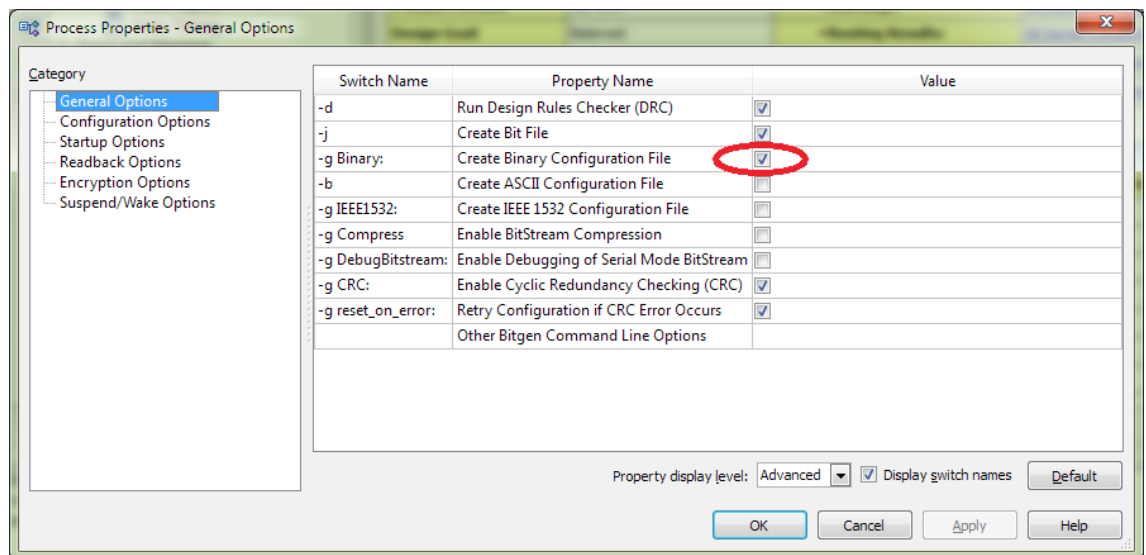 Process Properties - General Options
Category
General Options
Configuration Options
Startup Options
Readback Options
Encryption Options
Suspend/Wake Options
Switch Name Property Name Value
-d Run Design Rules Checker (DRC)
-j Create Bit File
-g Binary: Create Binary Configuration File
-b Create ASCII Configuration File
-g IEEE1532: Create IEEE 1532 Configuration File
-g Compress Enable BitStream Compression
-g DebugBitstream: Enable Debugging of Serial Mode BitStream
-g CRC: Enable Cyclic Redundancy Checking (CRC)
-g reset_on_error: Retry Configuration if CRC Error Occurs
Other Bitgen Command Line Options
Property display level: Advanced Display switch names Default
OK Cancel Apply Help